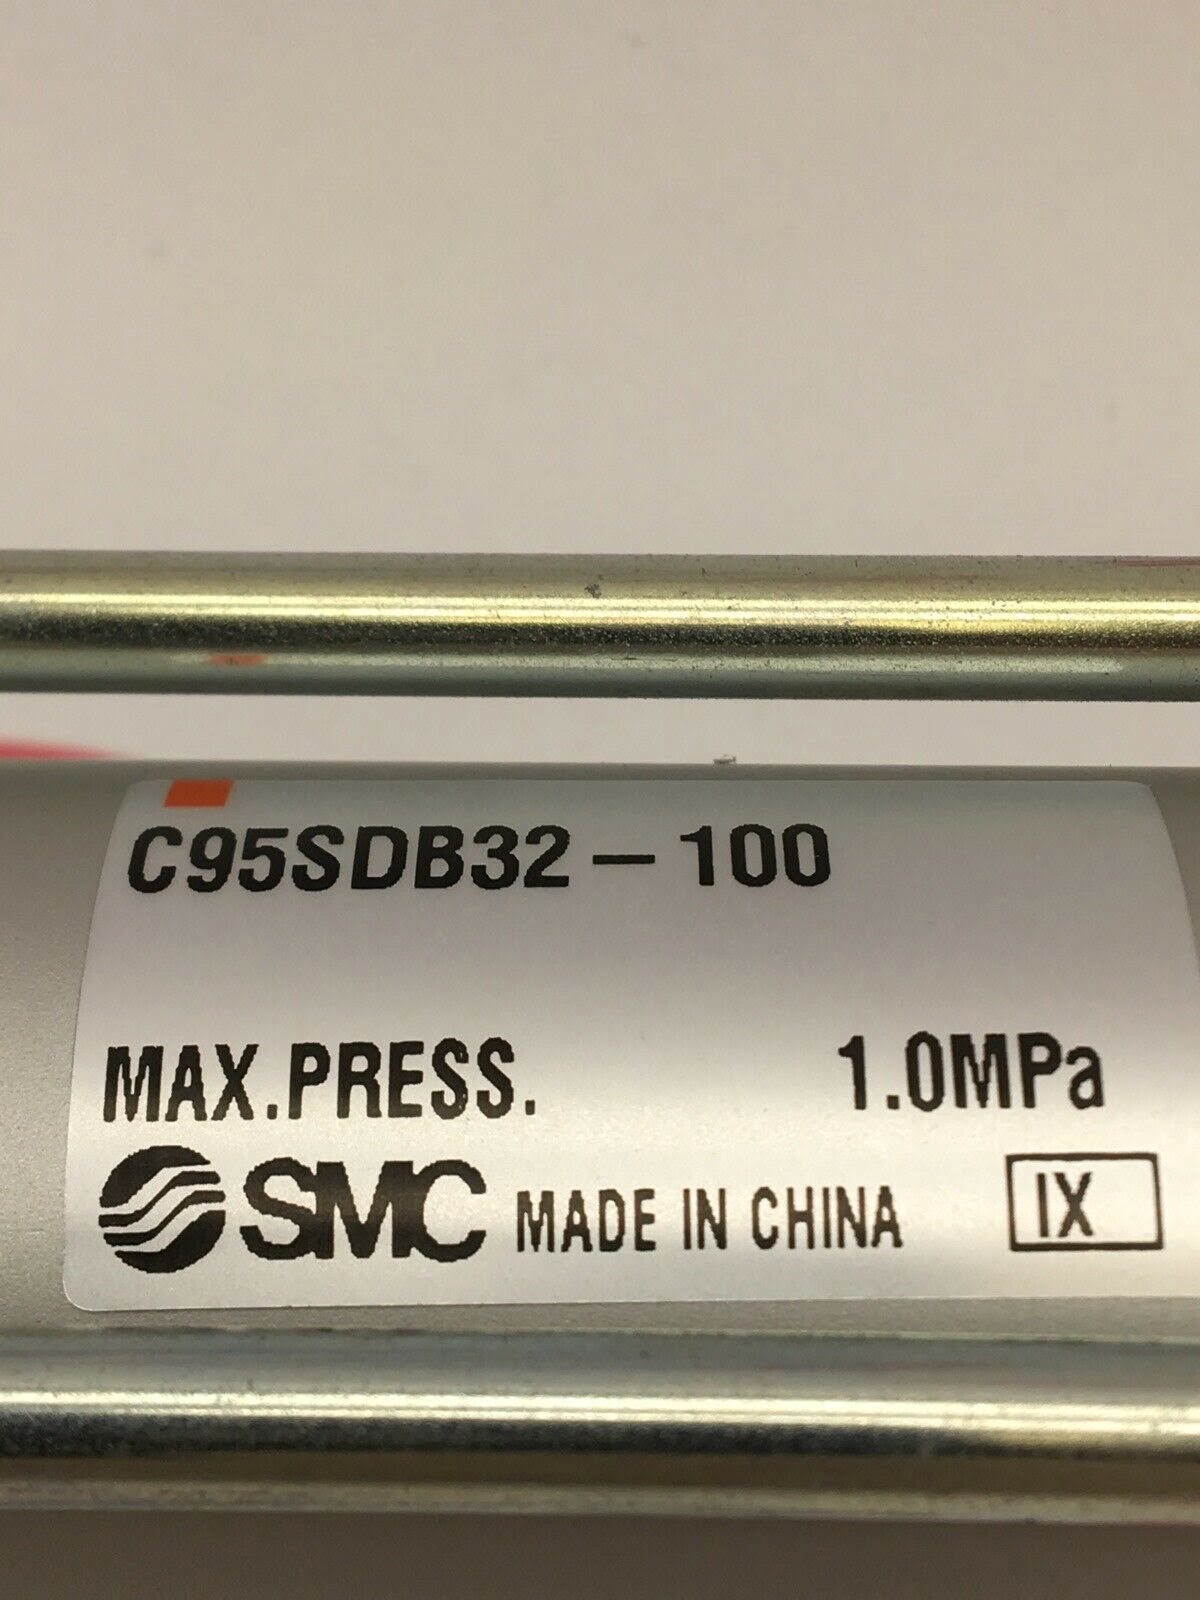 C95SDB32-100
MAX.PRESS. 1.0MPa
SMC MADE IN CHINA IX